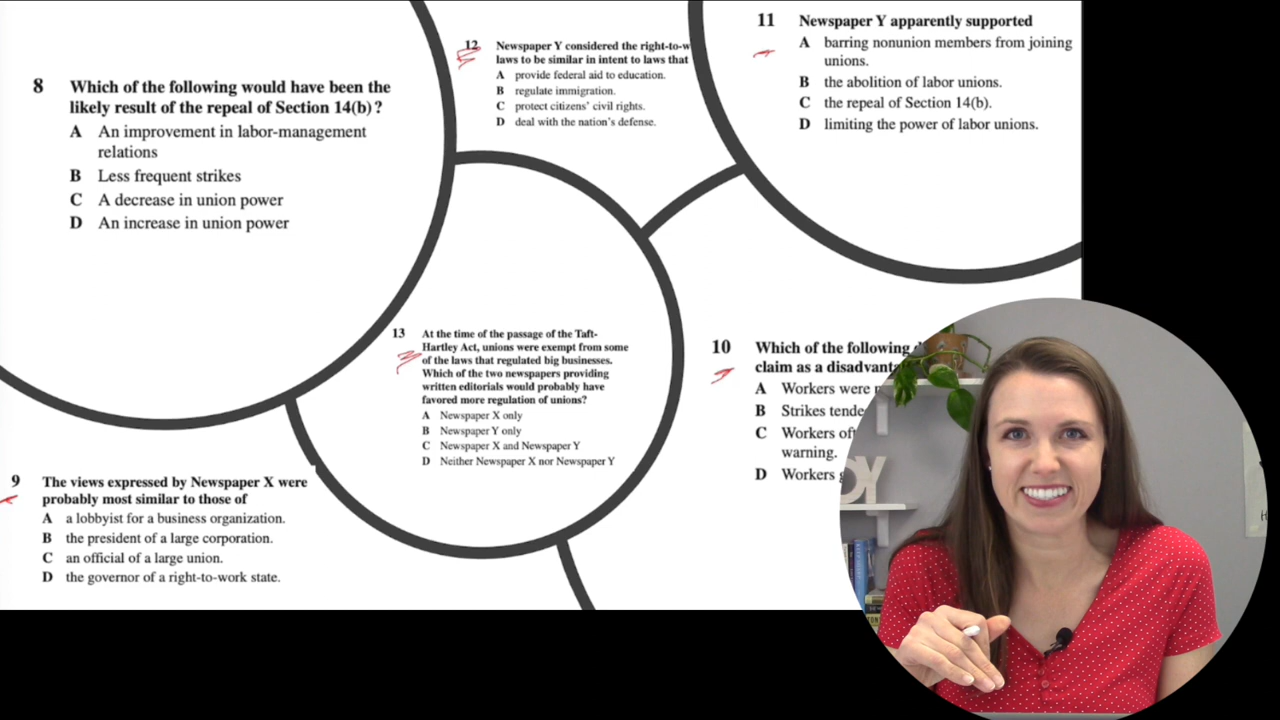 8 Which of the following would have been the
likely result of the repeal of Section 14(b)?
A An improvement in labor-management
relations
B Less frequent strikes
C A decrease in union power
D An increase in union power
12 Newspaper Y considered the
laws to be similar in intent to laws that
A provide federal aid to education.
B regulate immigration.
C protect citizens' civil rights.
D deal with the nation's defense.
11 Newspaper Y apparently supported
A barring nonunion members from joining
unions.
B the abolition of labor unions.
C the repeal of Section 14(b).
D limiting the power of labor unions.
13 At the time of the passage of the Taft-
Hartley Act, unions were exempt from some
of the laws that regulated big businesses.
Which of the two newspapers providing
written editorials would probably have
favored more regulation of unions?
A Newspaper X only
B Newspaper Y only
C Newspaper X and Newspaper Y
D Neither Newspaper X nor Newspaper Y
9 The views expressed by Newspaper X were
probably most similar to those of
A a lobbyist for a business organization.
B the president of a large corporation.
C an official of a large union.
D the governor of a right-to-work state.
10 Which of the following
claim as a
A Workers were
B Strikes
C Workers
warning.
D Workers